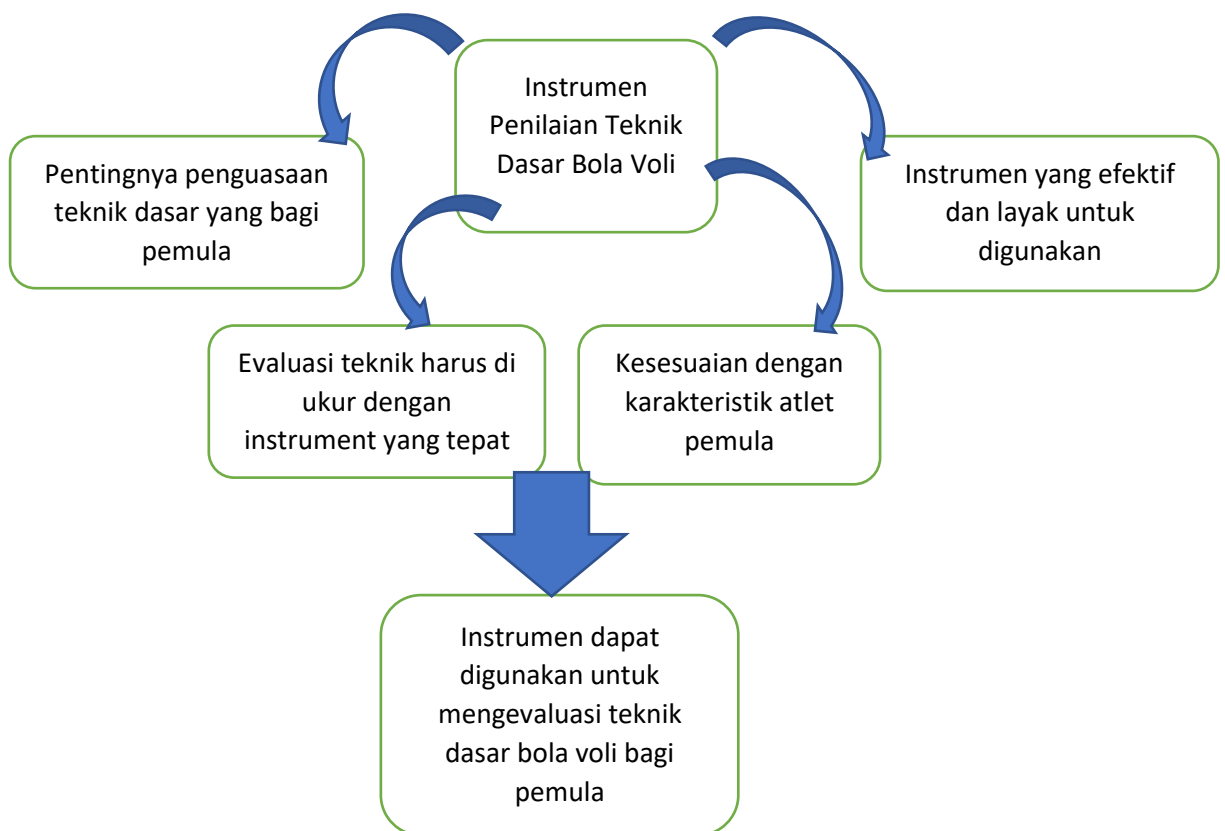 Instrumen
Penilaian Teknik
Dasar Bola Voli
Pentingnya penguasaan
teknik dasar yang bagi
pemula
Instrumen yang efektif
dan layak untuk
digunakan
Evaluasi teknik harus di
ukur dengan
instrument yang tepat
Kesesuaian dengan
karakteristik atlet
pemula
Instrumen dapat
digunakan untuk
mengevaluasi teknik
dasar bola voli bagi
pemula